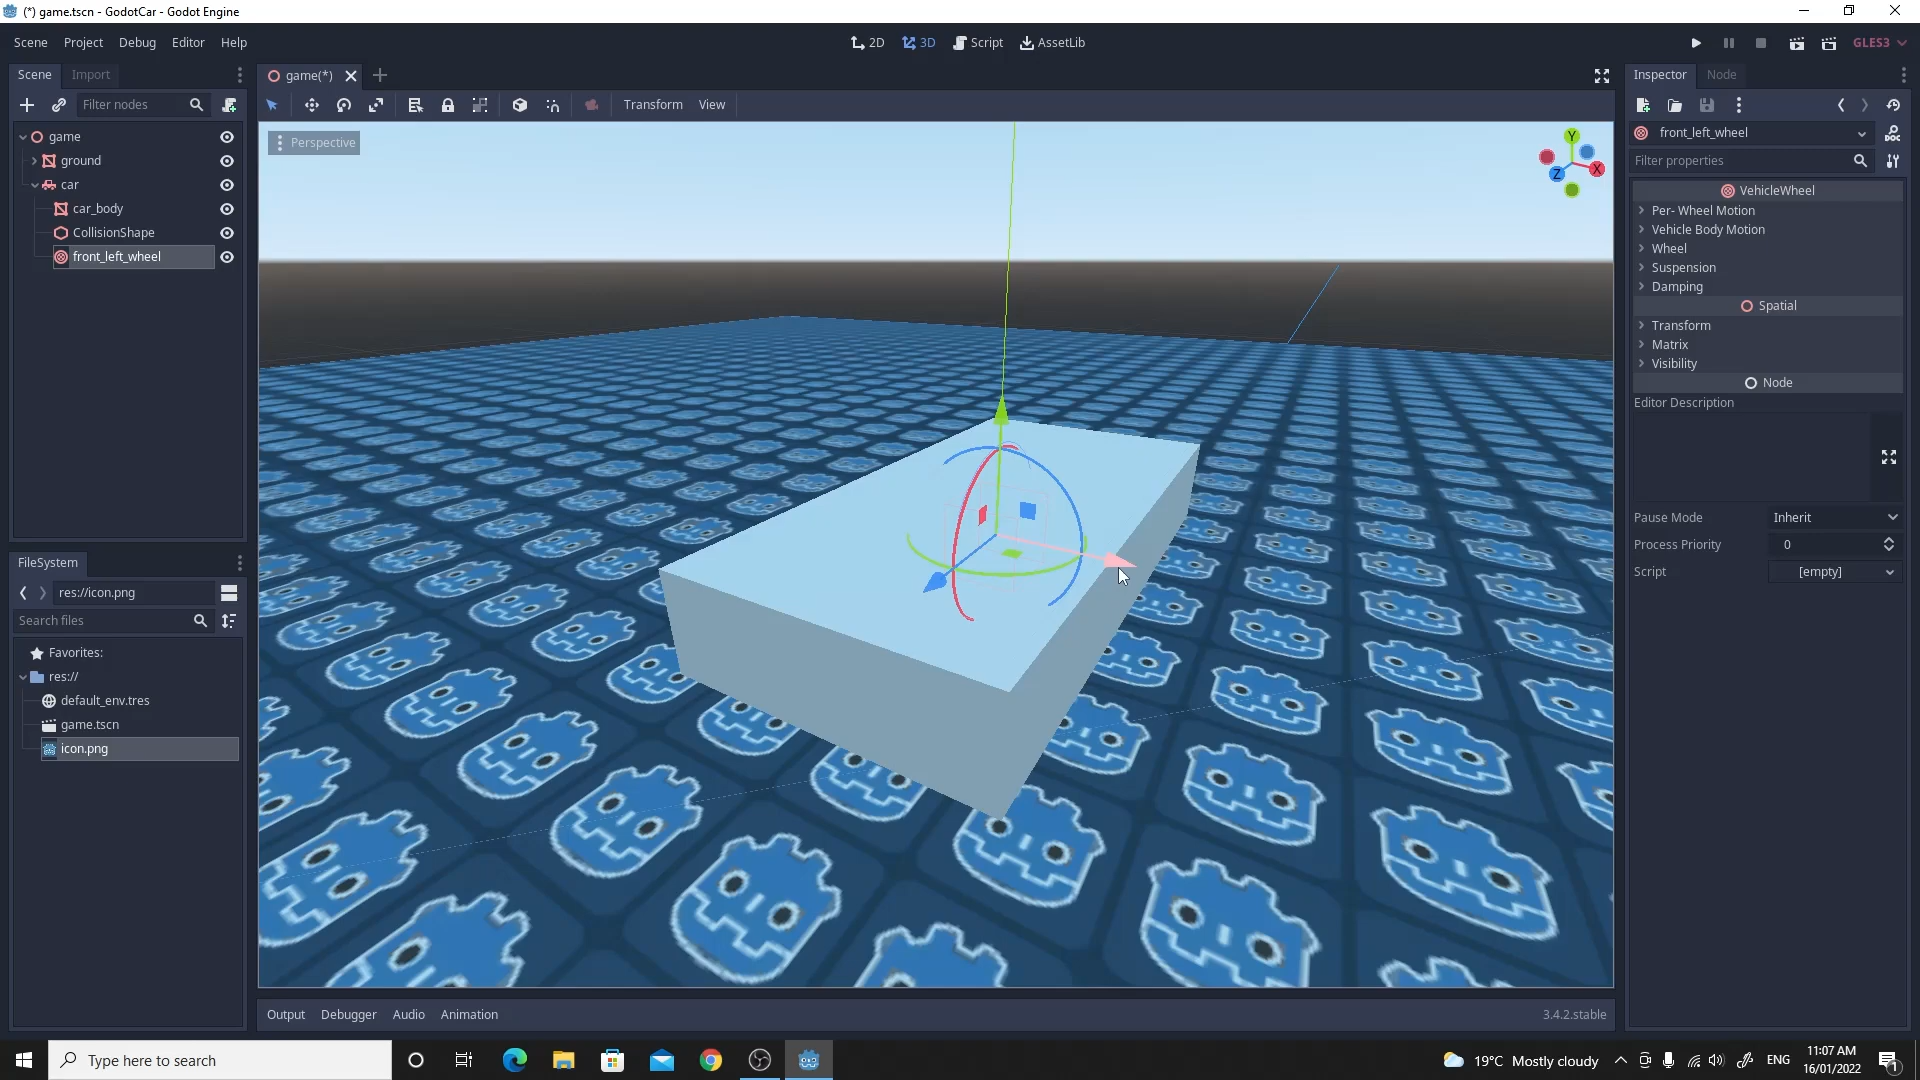 (*) game.tscn - GodotCar - Godot Engine
Scene Project Debug Editor Help
2D 3D Script AssetLib
GLES3
Scene Import
game(*)
Inspector Node
Filter nodes
Transform View
game
ground
car
car_body
CollisionShape
front_left_wheel
Perspective
Y
X
Z
front_left_wheel
Filter properties
VehicleWheel
Per- Wheel Motion
Vehicle Body Motion
Wheel
Suspension
Damping
Spatial
Transform
Matrix
Visibility
Node
Editor Description
Pause Mode Inherit
Process Priority 0
Script [empty]
FileSystem
res://icon.png
Search files
Favorites:
res://
default_env.tres
game.tscn
icon.png
Output Debugger Audio Animation
3.4.2.stable
Type here to search
19°C Mostly cloudy
ENG
11:07 AM
16/01/2022
1